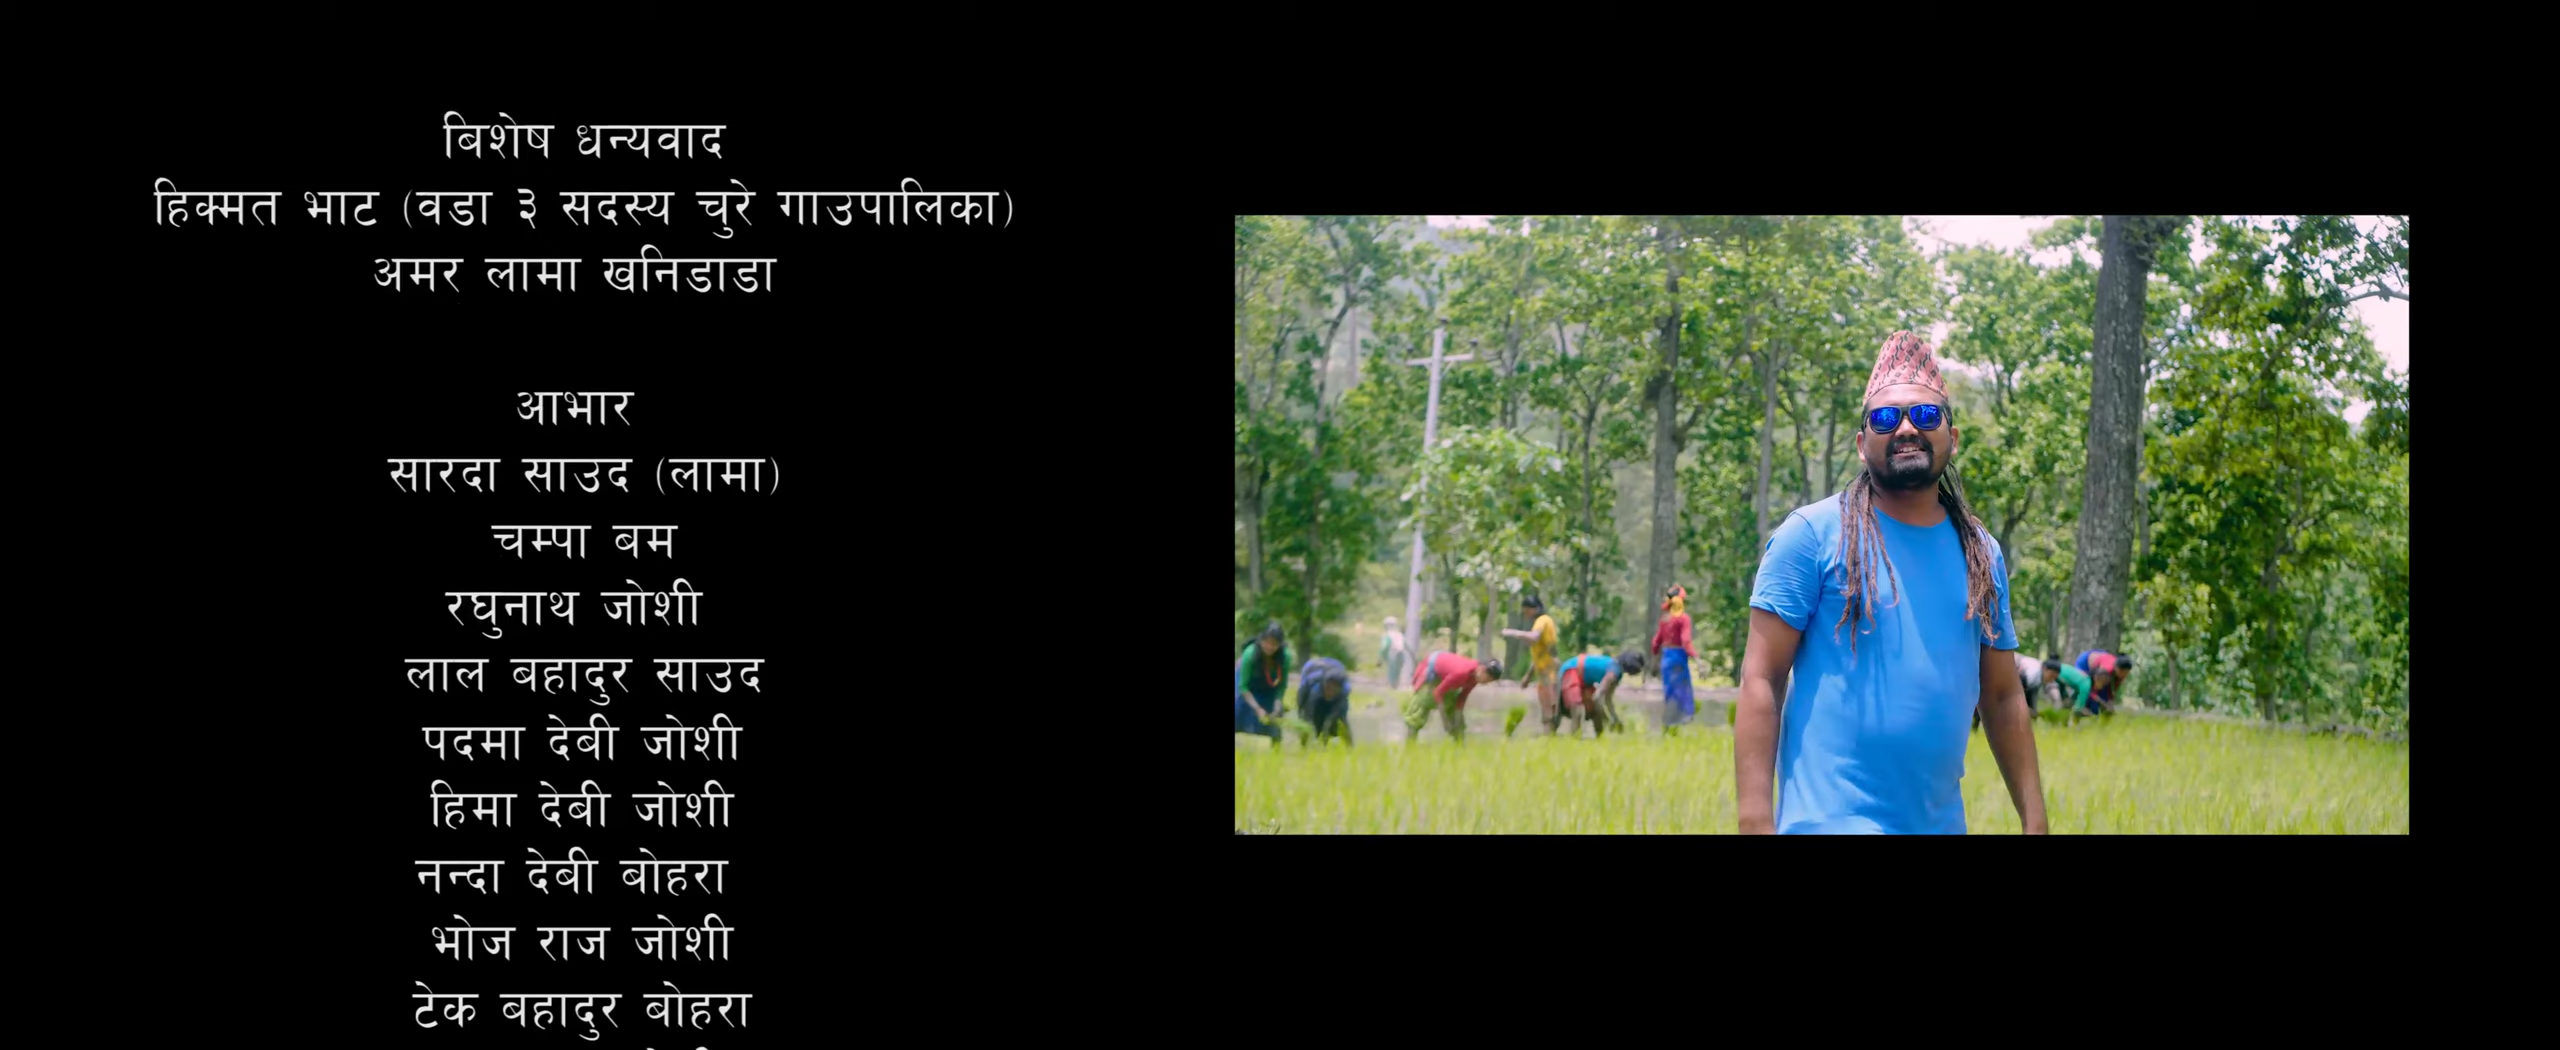 बिशेष धन्यवाद
हिक्मत भाट (वडा ३ सदस्य चुरे गाउपालिका)
अमर लामा खनिडाडा
आभार
सारदा साउद (लामा)
चम्पा बम
रघुनाथ जोशी
लाल बहादुर साउद
पदमा देबी जोशी
हिमा देबी जोशी
नन्दा देबी बोहरा
भोज राज जोशी
टेक बहादुर बोहरा